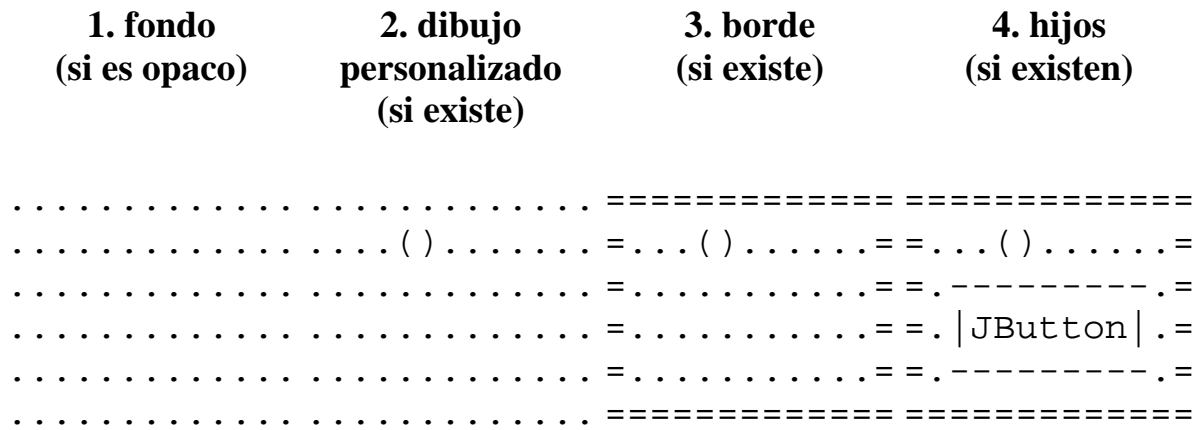 1. fondo 2. dibujo 3. borde 4. hijos
(si es opaco) personalizado (si existe) (si existen)
(si existe)
............. ............. ============= =============
............. ....()....... =...()......= =...()......=
............. ............. =...........= =.---------.=
............. ............. =...........= =.|JButton|.=
............. ............. =...........= =.---------.=
............. ............. ============= =============